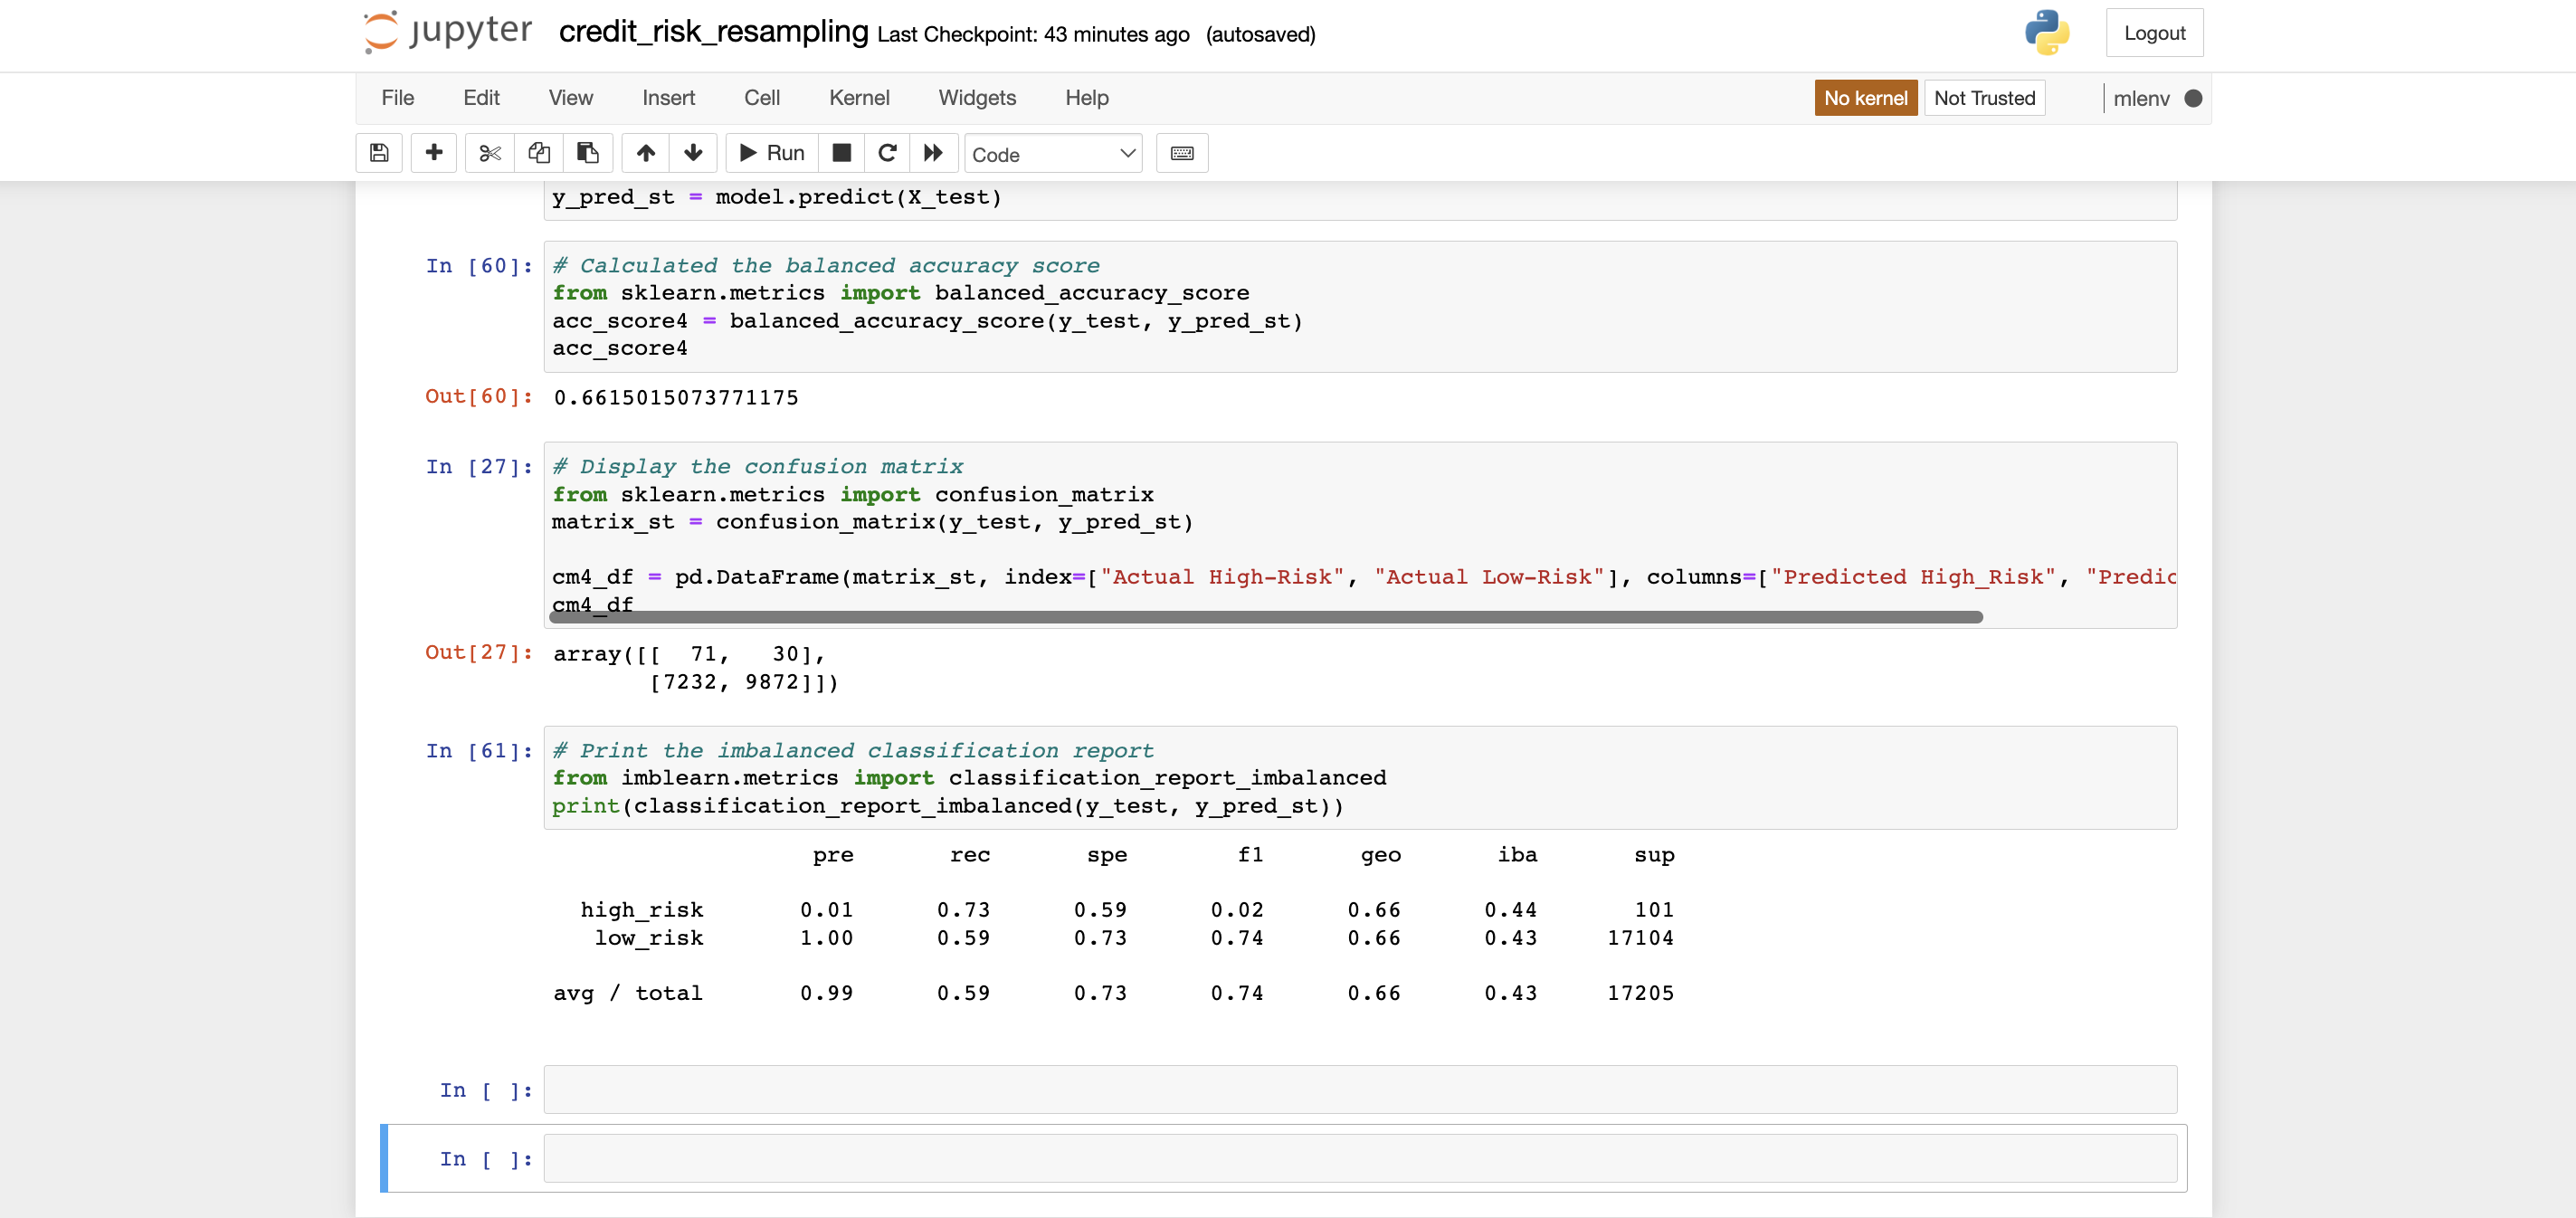 jupyter credit_risk_resampling Last Checkpoint: 43 minutes ago (autosaved) Logout
File Edit View Insert Cell Kernel Widgets Help No kernel Not Trusted mlenv
Run Code
y_pred_st = model.predict(X_test)
In [60]: # Calculated the balanced accuracy score
from sklearn.metrics import balanced_accuracy_score
acc_score4 = balanced_accuracy_score(y_test, y_pred_st)
acc_score4
Out[60]: 0.6615015073771175
In [27]: # Display the confusion matrix
from sklearn.metrics import confusion_matrix
matrix_st = confusion_matrix(y_test, y_pred_st)
cm4_df = pd.DataFrame(matrix_st, index=["Actual High-Risk", "Actual Low-Risk"], columns=["Predicted High_Risk", "Predic
cm4_df
Out[27]: array([[  71,   30],
[7232, 9872]])
In [61]: # Print the imbalanced classification report
from imblearn.metrics import classification_report_imbalanced
print(classification_report_imbalanced(y_test, y_pred_st))
pre rec spe f1 geo iba sup
high_risk 0.01 0.73 0.59 0.02 0.66 0.44 101
low_risk 1.00 0.59 0.73 0.74 0.66 0.43 17104
avg / total 0.99 0.59 0.73 0.74 0.66 0.43 17205
In [ ]:
In [ ]: